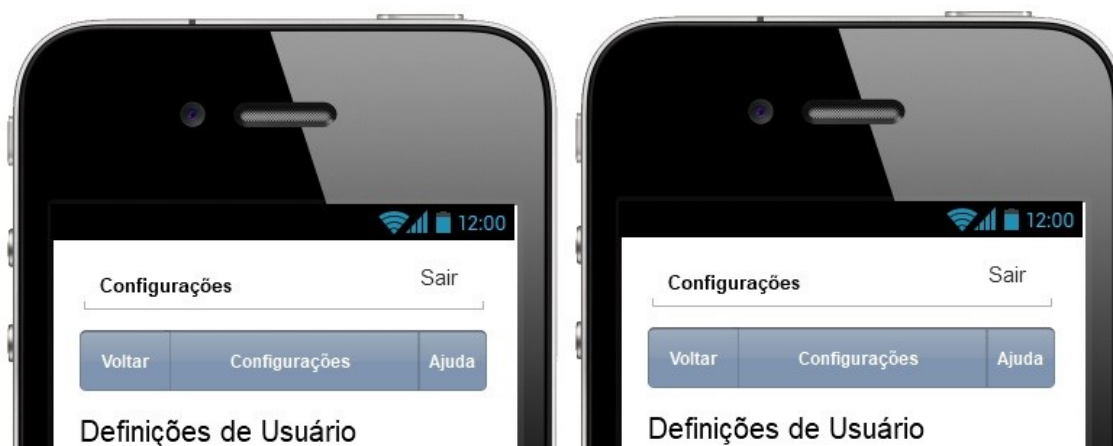 12:00
Configurações Sair
Voltar Configurações Ajuda
Definições de Usuário
12:00
Configurações Sair
Voltar Configurações Ajuda
Definições de Usuário